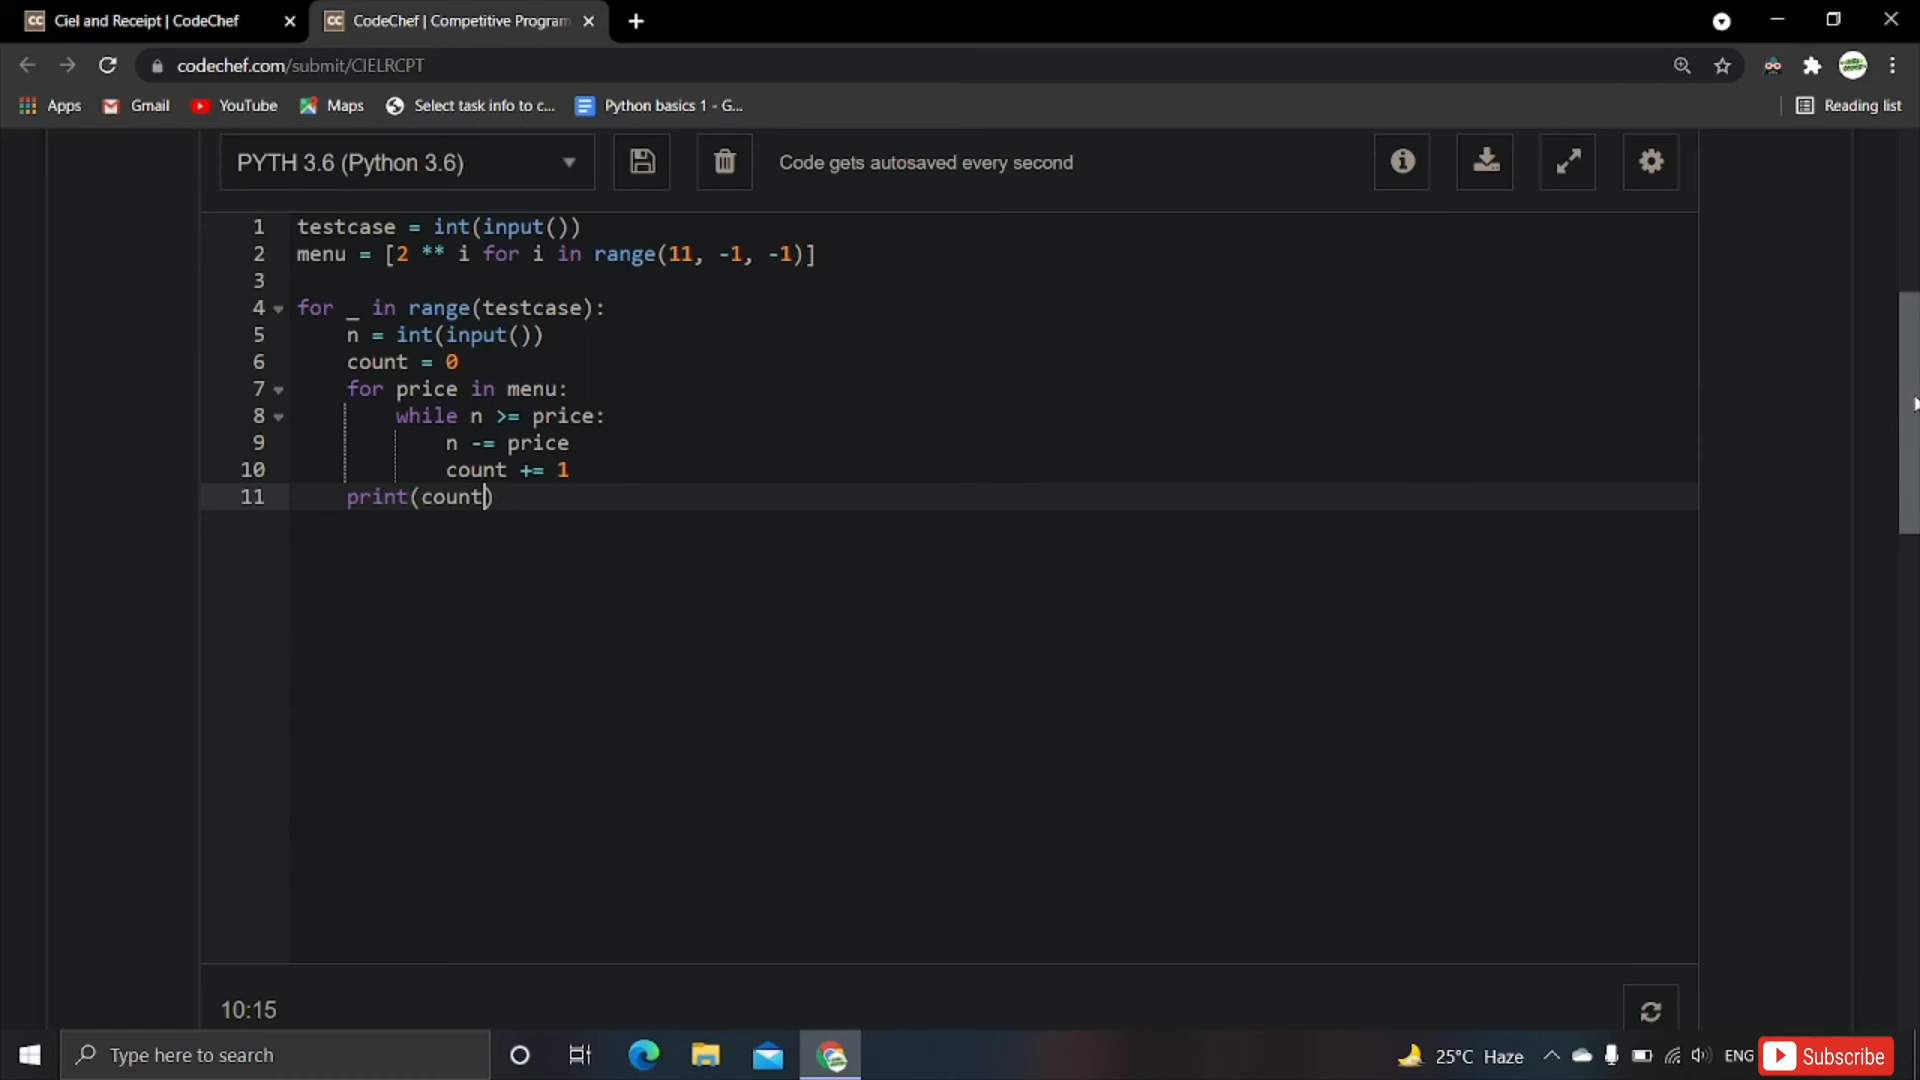 Ciel and Receipt | CodeChef
CodeChef | Competitive Program
codechef.com/submit/CIELRCPT
Apps Gmail YouTube Maps Select task info to c... Python basics 1 - G... Reading list
PYTH 3.6 (Python 3.6) Code gets autosaved every second
1 testcase = int(input())
2 menu = [2 ** i for i in range(11, -1, -1)]
3
4 for _ in range(testcase):
5 n = int(input())
6 count = 0
7 for price in menu:
8 while n >= price:
9 n -= price
10 count += 1
11 print(count)
10:15
Type here to search 25°C Haze ENG Subscribe